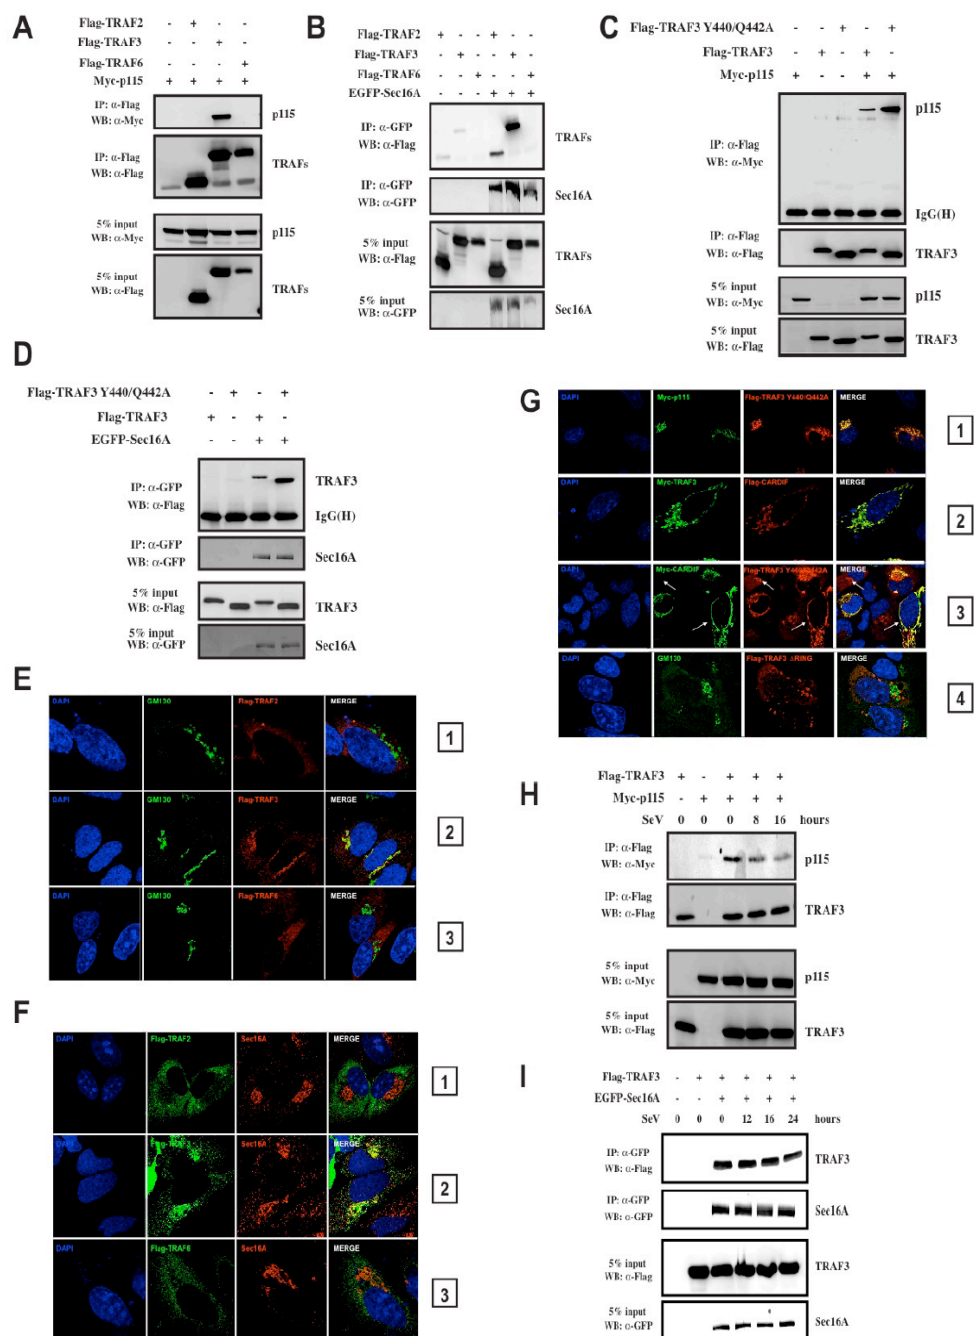 A
Flag-TRAF2 - + - -
Flag-TRAF3 - - + -
Flag-TRAF6 - - - +
Myc-p115 + + + +
IP: α-Flag
WB: α-Myc
p115
IP: α-Flag
WB: α-Flag
TRAFs
5% input
WB: α-Myc
p115
5% input
WB: α-Flag
TRAFs
B
Flag-TRAF2 + - - + - -
Flag-TRAF3 - + - - + -
Flag-TRAF6 - - + - - +
EGFP-Sec16A - - - + + +
IP: α-GFP
WB: α-Flag
TRAFs
IP: α-GFP
WB: α-GFP
Sec16A
5% input
WB: α-Flag
TRAFs
5% input
WB: α-GFP
Sec16A
C
Flag-TRAF3 Y440/Q442A - - + - +
Flag-TRAF3 - + - + -
Myc-p115 + - - + +
IP: α-Flag
WB: α-Myc
p115
IgG(H)
IP: α-Flag
WB: α-Flag
TRAF3
5% input
WB: α-Myc
p115
5% input
WB: α-Flag
TRAF3
D
Flag-TRAF3 Y440/Q442A - + - +
Flag-TRAF3 + - + -
EGFP-Sec16A - - + +
IP: α-GFP
WB: α-Flag
TRAF3
IgG(H)
IP: α-GFP
WB: α-GFP
Sec16A
5% input
WB: α-Flag
TRAF3
5% input
WB: α-GFP
Sec16A
E
DAPI GM130 Flag-TRAF3 MERGE 1
DAPI GM130 Flag-TRAF3 MERGE 2
DAPI GM130 Flag-TRAF6 MERGE 3
F
DAPI Flag-TRAF2 Sec16A MERGE 1
DAPI Flag-TRAF3 Sec16A MERGE 2
DAPI Flag-TRAF6 Sec16A MERGE 3
G
DAPI Myc-p115 Flag-TRAF3 Y440/Q442A MERGE 1
DAPI Myc-TRAF3 Flag-CARDIF MERGE 2
DAPI Myc-CARDIF Flag-TRAF3 Y440/Q442A MERGE 3
DAPI GM130 Flag-TRAF3 ΔRING MERGE 4
H
Flag-TRAF3 + - + + +
Myc-p115 - + + + +
SeV 0 0 0 8 16 hours
IP: α-Flag
WB: α-Myc
p115
IP: α-Flag
WB: α-Flag
TRAF3
5% input
WB: α-Myc
p115
5% input
WB: α-Flag
TRAF3
I
Flag-TRAF3 - + + + + +
EGFP-Sec16A - - + + + +
SeV 0 0 0 12 16 24 hours
IP: α-GFP
WB: α-Flag
TRAF3
IP: α-GFP
WB: α-GFP
Sec16A
5% input
WB: α-Flag
TRAF3
5% input
WB: α-GFP
Sec16A